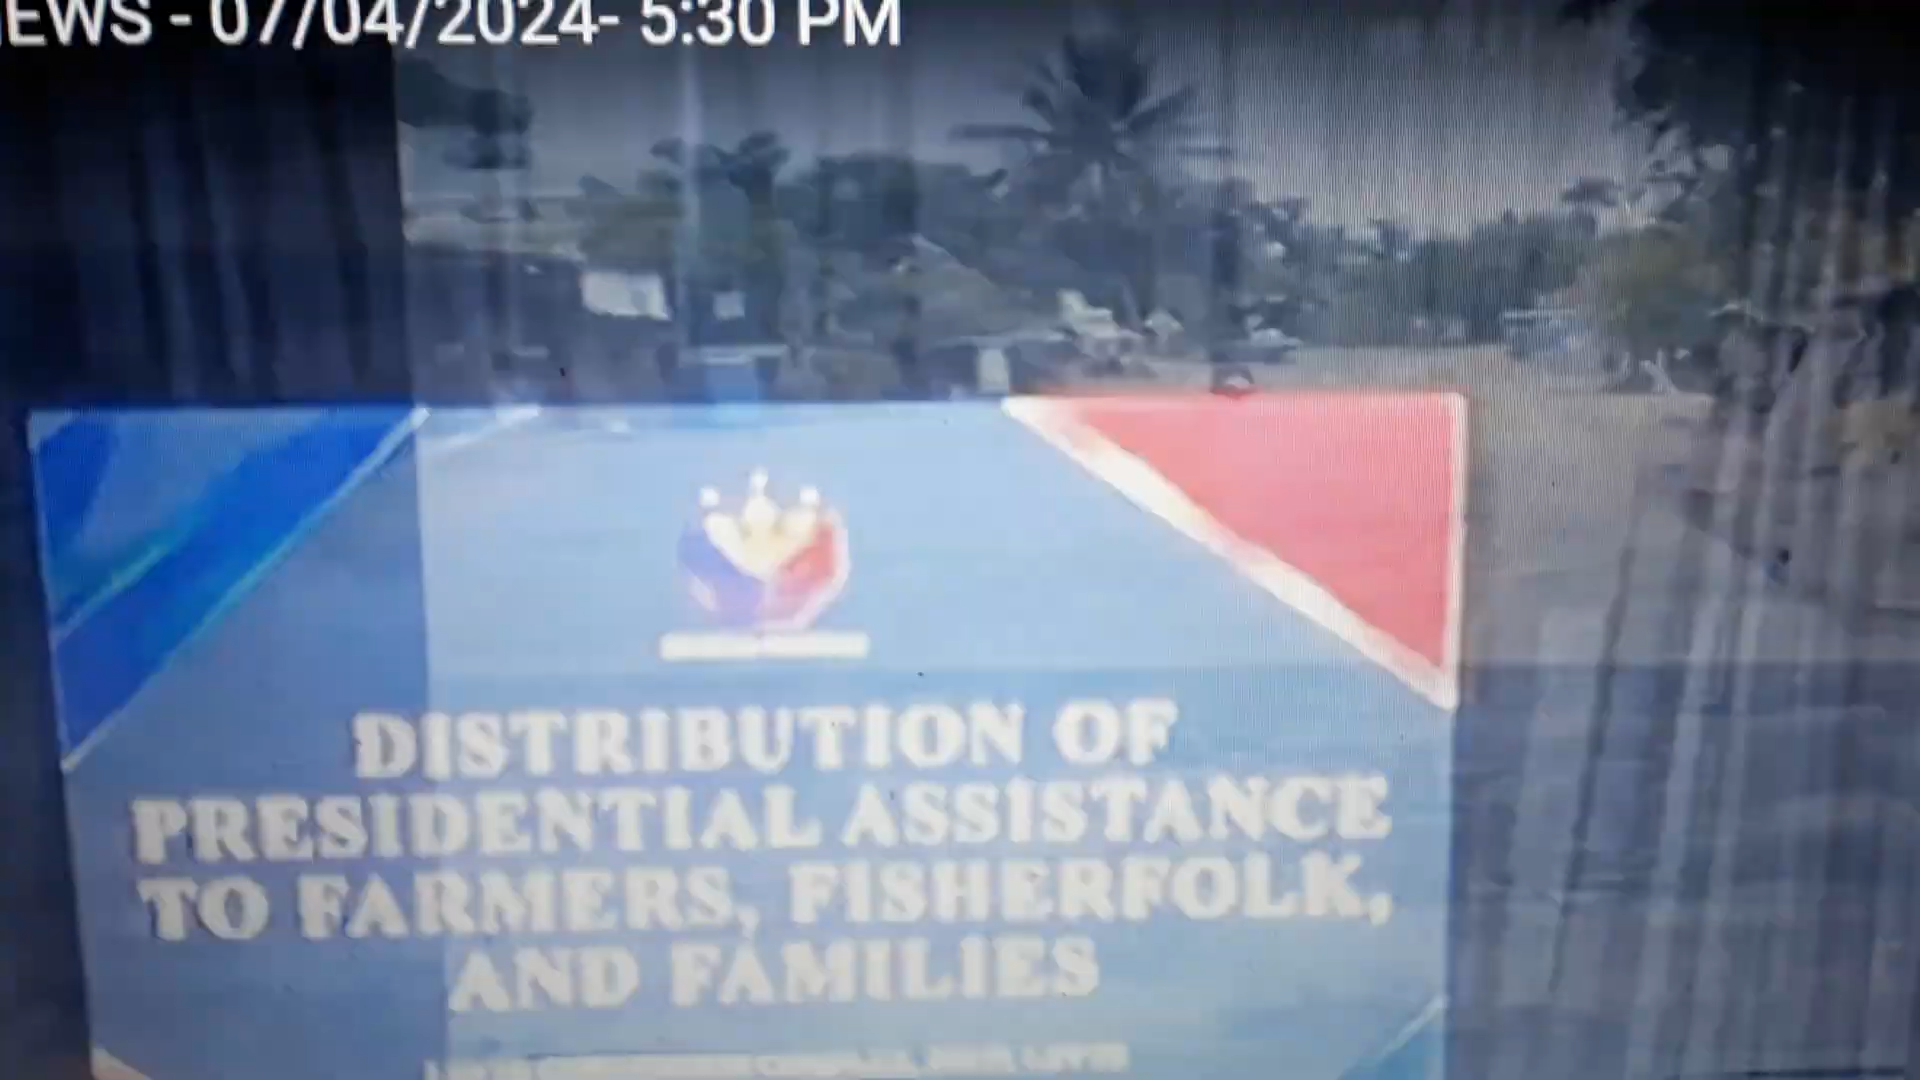 EWS - 07/04/2024- 5:30 PM
DISTRIBUTION OF
PRESIDENTIAL ASSISTANCE
TO FARMERS, FISHERFOLK,
AND FAMILIES